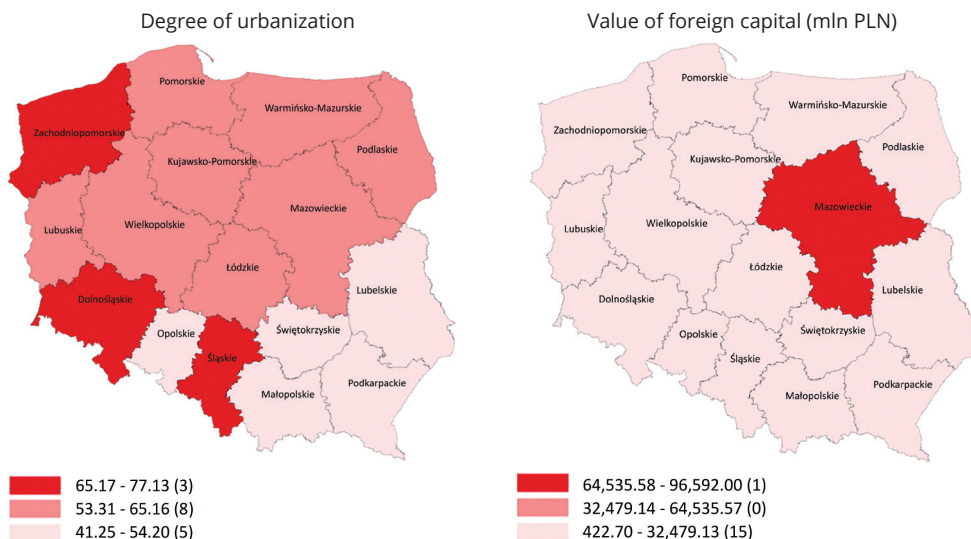 Degree of urbanization
Pomorskie
Warmińsko-Mazurskie
Zachodniopomorskie
Podlaskie
Kujawsko-Pomorskie
Mazowieckie
Wielkopolskie
Lubuskie
Łódzkie
Lubelskie
Dolnośląskie
Opolskie
Świętokrzyskie
Śląskie
Podkarpackie
Małopolskie
65.17 - 77.13 (3)
53.31 - 65.16 (8)
41.25 - 54.20 (5)
Value of foreign capital (mln PLN)
Pomorskie
Warmińsko-Mazurskie
Zachodniopomorskie
Podlaskie
Kujawsko-Pomorskie
Mazowieckie
Wielkopolskie
Lubuskie
Łódzkie
Lubelskie
Dolnośląskie
Opolskie
Świętokrzyskie
Śląskie
Podkarpackie
Małopolskie
64,535.58 - 96,592.00 (1)
32,479.14 - 64,535.57 (0)
422.70 - 32,479.13 (15)